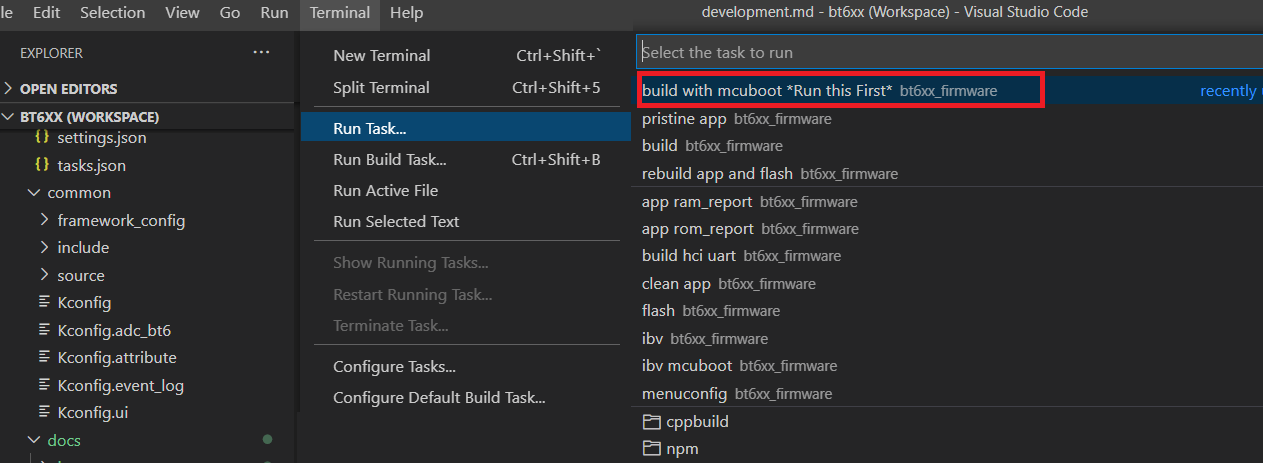 le Edit Selection View Go Run Terminal Help development.md - bt6xx (Workspace) - Visual Studio Code
EXPLORER ...
OPEN EDITORS
BT6XX (WORKSPACE)
settings.json
tasks.json
common
framework_config
include
source
Kconfig
Kconfig.adc_bt6
Kconfig.attribute
Kconfig.event_log
Kconfig.ui
docs
New Terminal Ctrl+Shift+`
Split Terminal Ctrl+Shift+5
Run Task...
Run Build Task... Ctrl+Shift+B
Run Active File
Run Selected Text
Show Running Tasks...
Restart Running Task...
Terminate Task...
Configure Tasks...
Configure Default Build Task...
Select the task to run
build with mcuboot *Run this First* bt6xx_firmware recently u
pristine app bt6xx_firmware
build bt6xx_firmware
rebuild app and flash bt6xx_firmware
app ram_report bt6xx_firmware
app rom_report bt6xx_firmware
build hci uart bt6xx_firmware
clean app bt6xx_firmware
flash bt6xx_firmware
ibv bt6xx_firmware
ibv mcuboot bt6xx_firmware
menuconfig bt6xx_firmware
cppbuild
npm